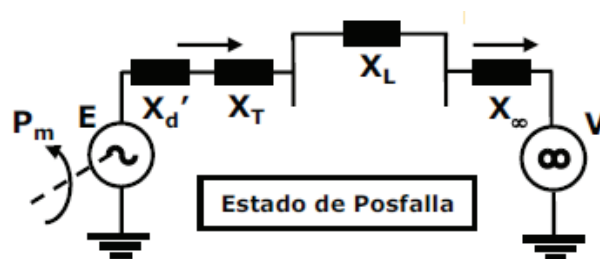 X_L
P_m E X_d' X_T X_∞ V
Estado de Posfalla